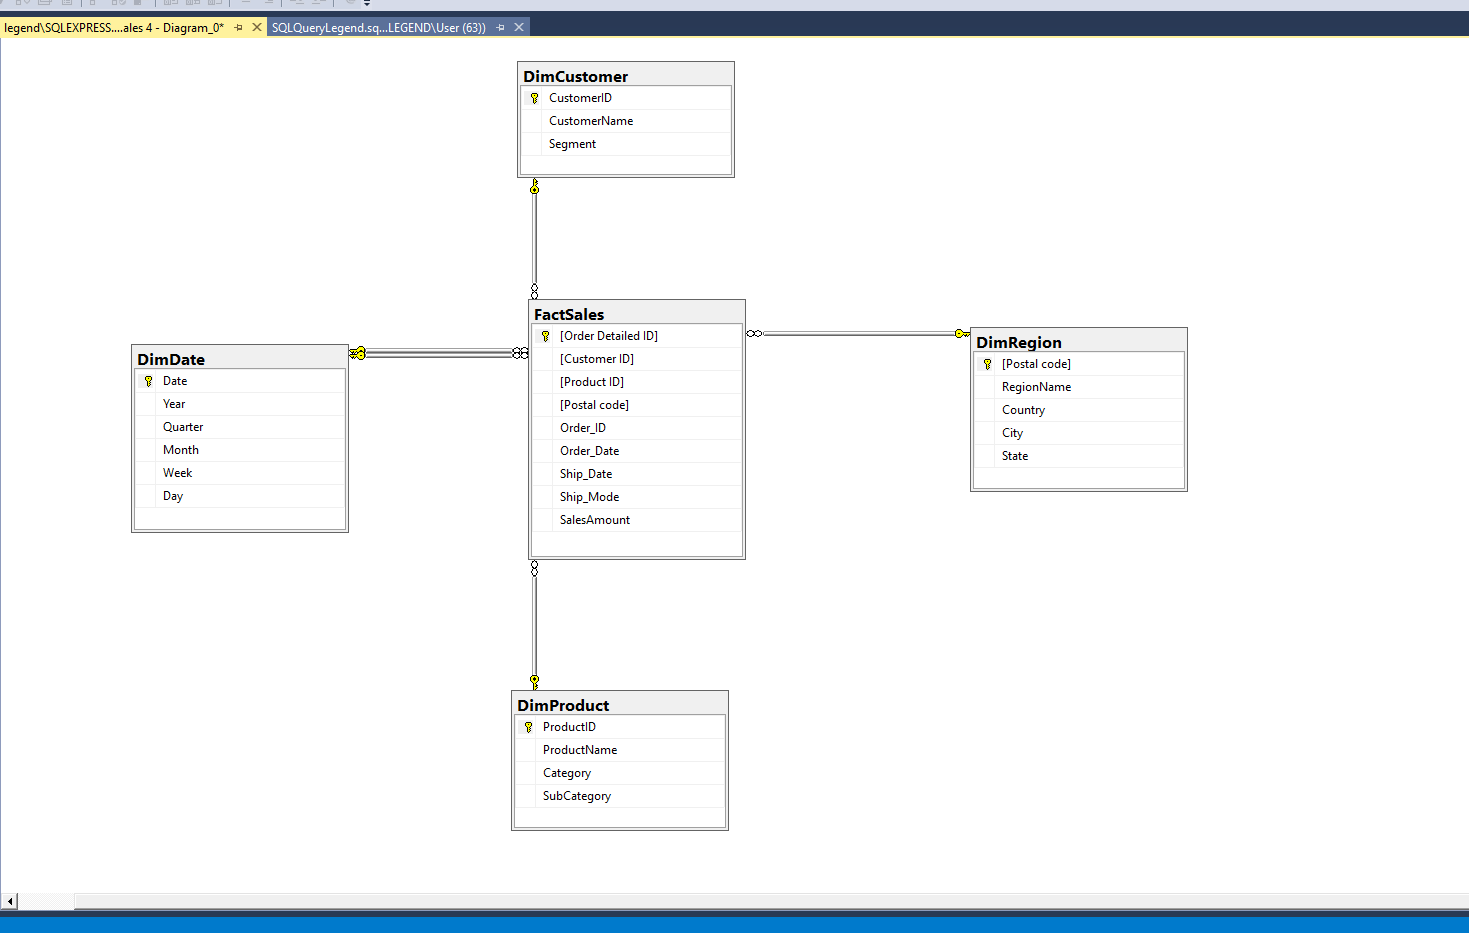 legend\SQLEXPRESS....ales 4 - Diagram_0*
SQLQueryLegend.sq...LEGEND\User (63))
DimCustomer
CustomerID
CustomerName
Segment
FactSales
[Order Detailed ID]
[Customer ID]
[Product ID]
[Postal code]
Order_ID
Order_Date
Ship_Date
Ship_Mode
SalesAmount
DimDate
Date
Year
Quarter
Month
Week
Day
DimRegion
[Postal code]
RegionName
Country
City
State
DimProduct
ProductID
ProductName
Category
SubCategory